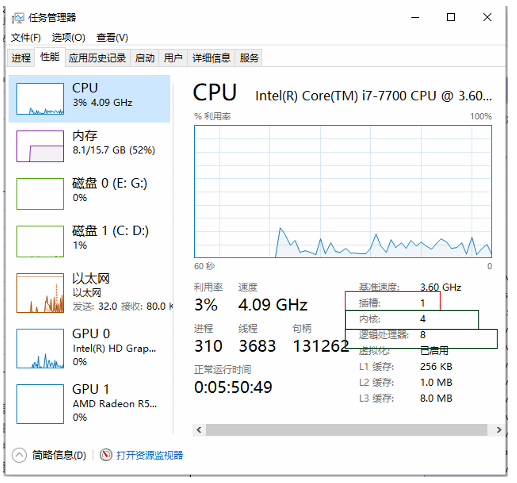 任务管理器
文件(F) 选项(O) 查看(V)
进程 性能 应用历史记录 启动 用户 详细信息 服务
CPU
3% 4.09 GHz
内存
8.1/15.7 GB (52%)
磁盘 0 (E: G:)
0%
磁盘 1 (C: D:)
1%
以太网
以太网
发送: 32.0 接收: 80.0 K
GPU 0
Intel(R) HD Grap...
0%
GPU 1
AMD Radeon R5...
0%
CPU Intel(R) Core(TM) i7-7700 CPU @ 3.60...
% 利用率 100%
60 秒 0
利用率 速度
3% 4.09 GHz
进程 线程 句柄
310 3683 131262
正常运行时间
0:05:50:49
基准速度: 3.60 GHz
插槽: 1
内核: 4
逻辑处理器: 8
虚拟化: 已启用
L1 缓存: 256 KB
L2 缓存: 1.0 MB
L3 缓存: 8.0 MB
简略信息(D) 打开资源监视器